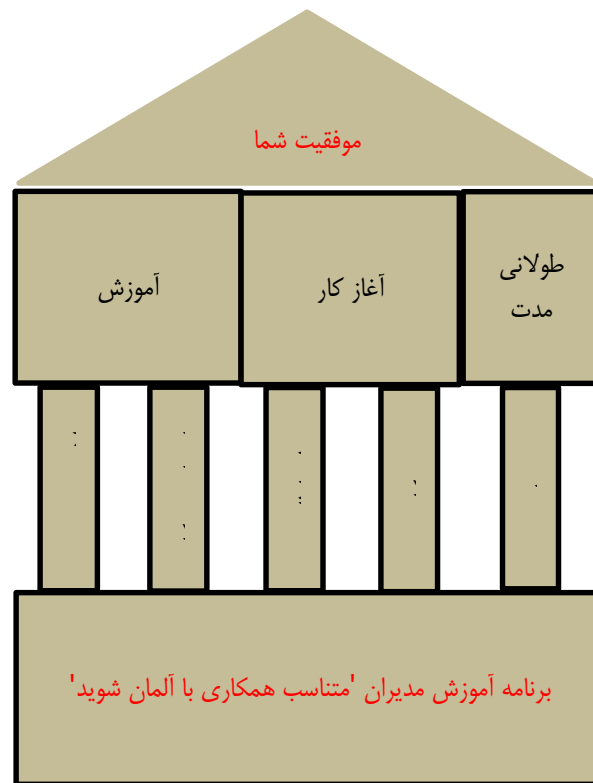 موفقیت شما
آموزش
آغاز کار
طولانی
مدت
برنامه آموزش مدیران 'متناسب همکاری با آلمان شوید'